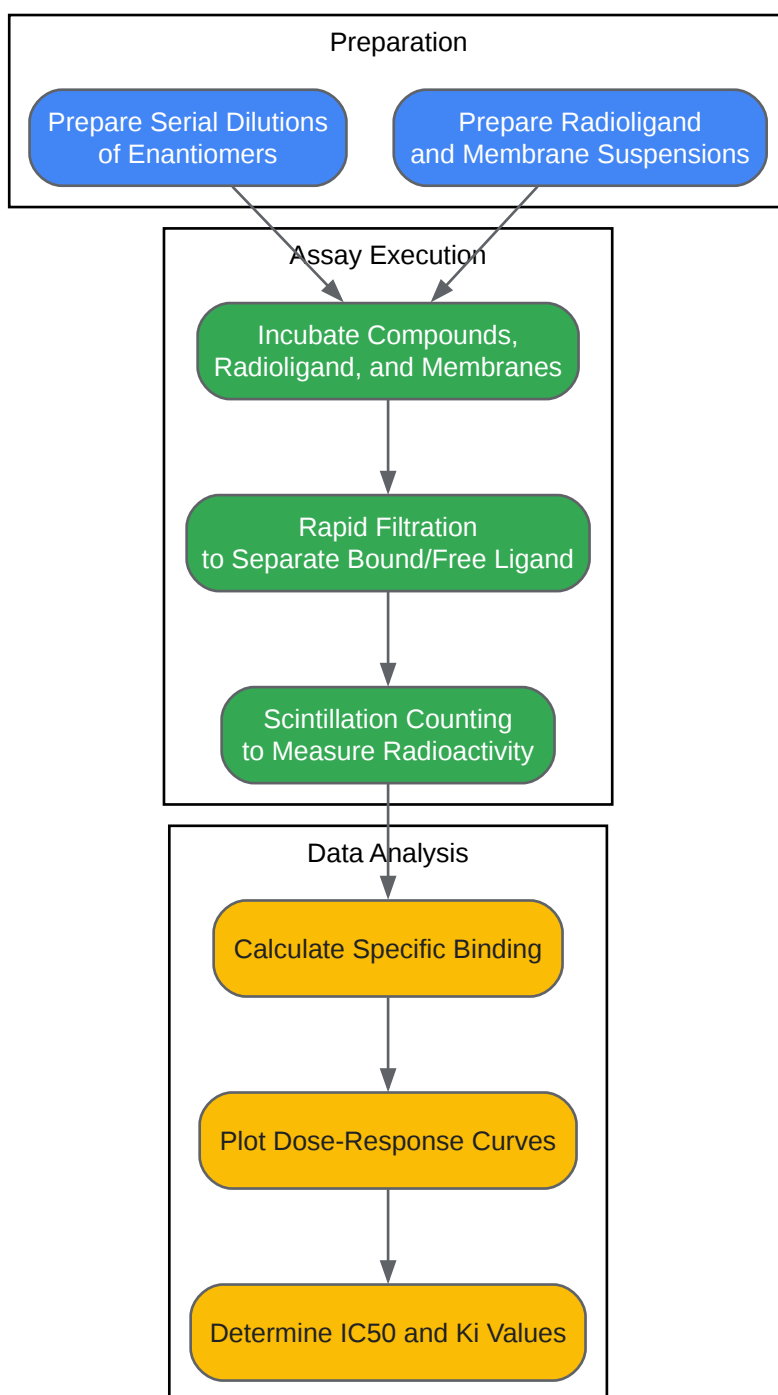 Preparation
Prepare Serial Dilutions
of Enantiomers
Prepare Radioligand
and Membrane Suspensions
Assay Execution
Incubate Compounds,
Radioligand, and Membranes
Rapid Filtration
to Separate Bound/Free Ligand
Scintillation Counting
to Measure Radioactivity
Data Analysis
Calculate Specific Binding
Plot Dose-Response Curves
Determine IC50 and Ki Values